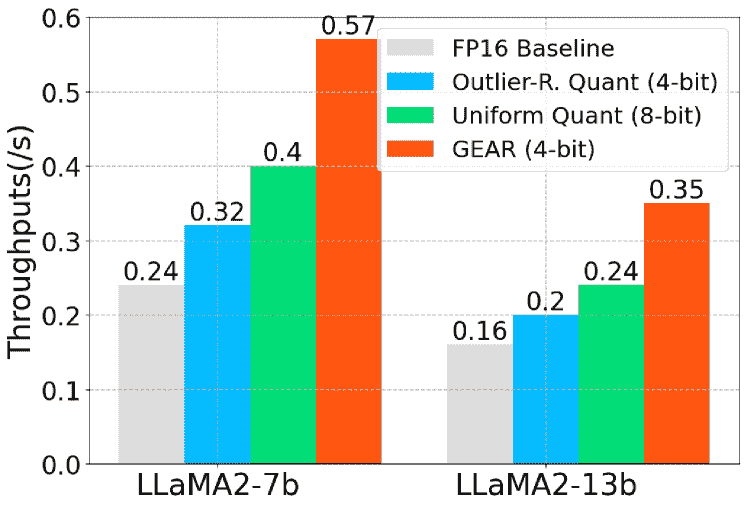 Throughputs(/s)
0.6
0.5
0.4
0.3
0.2
0.1
0.0
0.24
0.32
0.4
0.57
0.16
0.2
0.24
0.35
FP16 Baseline
Outlier-R. Quant (4-bit)
Uniform Quant (8-bit)
GEAR (4-bit)
LLaMA2-7b
LLaMA2-13b